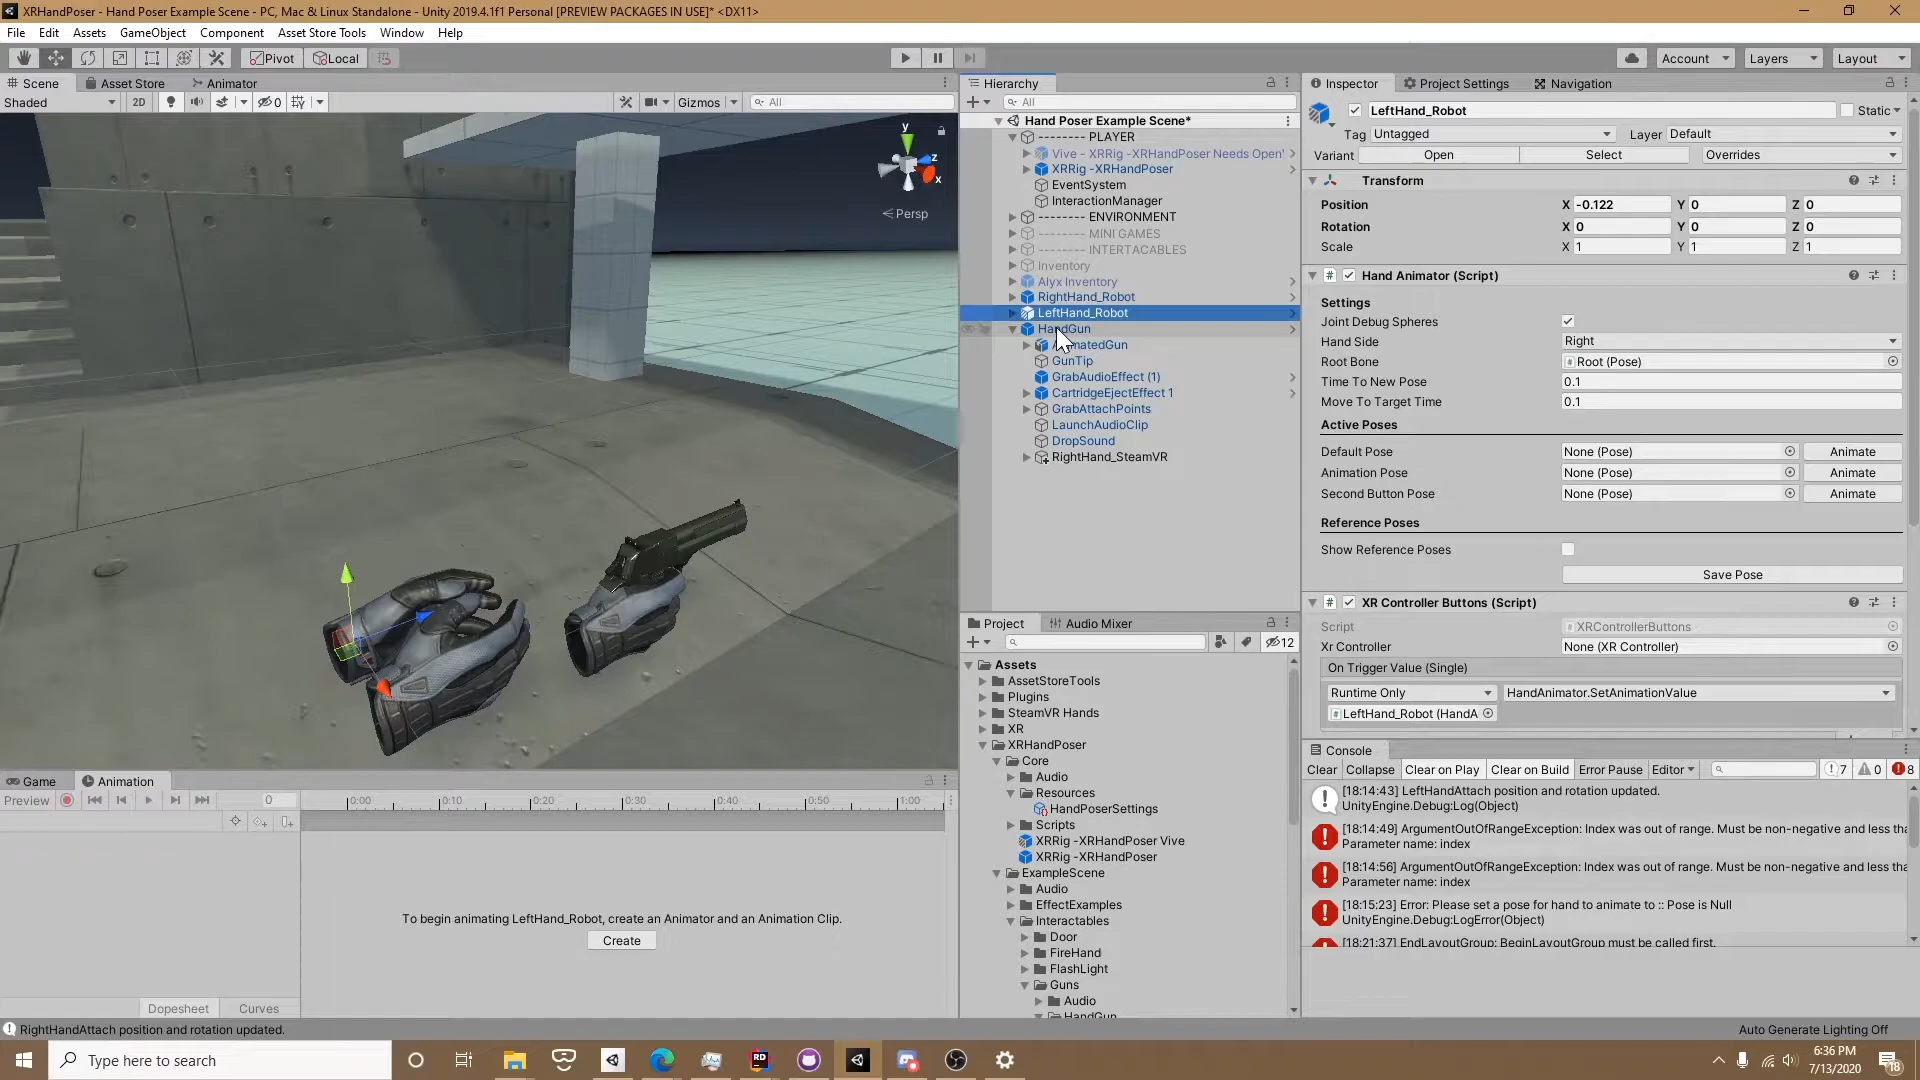 XRHandPoser - Hand Poser Example Scene - PC, Mac & Linux Standalone - Unity 2019.4.1f1 Personal [PREVIEW PACKAGES IN USE]* <DX11>
File Edit Assets GameObject Component Asset Store Tools Window Help
Pivot Local Account Layers Layout
Scene Asset Store Animator
Shaded 2D 0 Gizmos All
y z x
Persp
Hierarchy
All
Hand Poser Example Scene*
-------- PLAYER
Vive - XRRig -XRHandPoser Needs Open'
XRRig -XRHandPoser
EventSystem
InteractionManager
-------- ENVIRONMENT
-------- MINI GAMES
-------- INTERTACABLES
Inventory
Alyx Inventory
RightHand_Robot
LeftHand_Robot
HandGun
GunTip
GrabAudioEffect (1)
CartridgeEjectEffect 1
GrabAttachPoints
LaunchAudioClip
DropSound
RightHand_SteamVR
Inspector Project Settings Navigation
LeftHand_Robot Static
Tag Untagged Layer Default
Variant Open Select Overrides
Transform
Position X -0.122 Y 0 Z 0
Rotation X 0 Y 0 Z 0
Scale X 1 Y 1 Z 1
Hand Animator (Script)
Settings
Joint Debug Spheres
Hand Side Right
Root Bone Root (Pose)
Time To New Pose 0.1
Move To Target Time 0.1
Active Poses
Default Pose None (Pose) Animate
Animation Pose None (Pose) Animate
Second Button Pose None (Pose) Animate
Reference Poses
Show Reference Poses
Save Pose
XR Controller Buttons (Script)
Script XRControllerButtons
Xr Controller None (XR Controller)
On Trigger Value (Single)
Runtime Only HandAnimator.SetAnimationValue
LeftHand_Robot (HandA
Project Audio Mixer
12
Assets
AssetStoreTools
Plugins
SteamVR Hands
XR
XRHandPoser
Core
Audio
Resources
HandPoserSettings
Scripts
XRRig -XRHandPoser Vive
XRRig -XRHandPoser
ExampleScene
Audio
EffectExamples
Interactables
Door
FireHand
FlashLight
Guns
Audio
HandGun
Console
Clear Collapse Clear on Play Clear on Build Error Pause Editor 7 0 8
[18:14:43] LeftHandAttach position and rotation updated.
UnityEngine.Debug:Log(Object)
[18:14:49] ArgumentOutOfRangeException: Index was out of range. Must be non-negative and less tha
Parameter name: index
[18:14:56] ArgumentOutOfRangeException: Index was out of range. Must be non-negative and less tha
Parameter name: index
[18:15:23] Error: Please set a pose for hand to animate to :: Pose is Null
UnityEngine.Debug:LogError(Object)
[18:21:37] EndLayoutGroup: BeginLayoutGroup must be called first.
Game Animation
Preview 0 0:00 0:10 0:20 0:30 0:40 0:50 1:00
To begin animating LeftHand_Robot, create an Animator and an Animation Clip.
Create
Dopesheet Curves
RightHandAttach position and rotation updated.
Auto Generate Lighting Off
Type here to search
RD
6:36 PM
7/13/2020
18